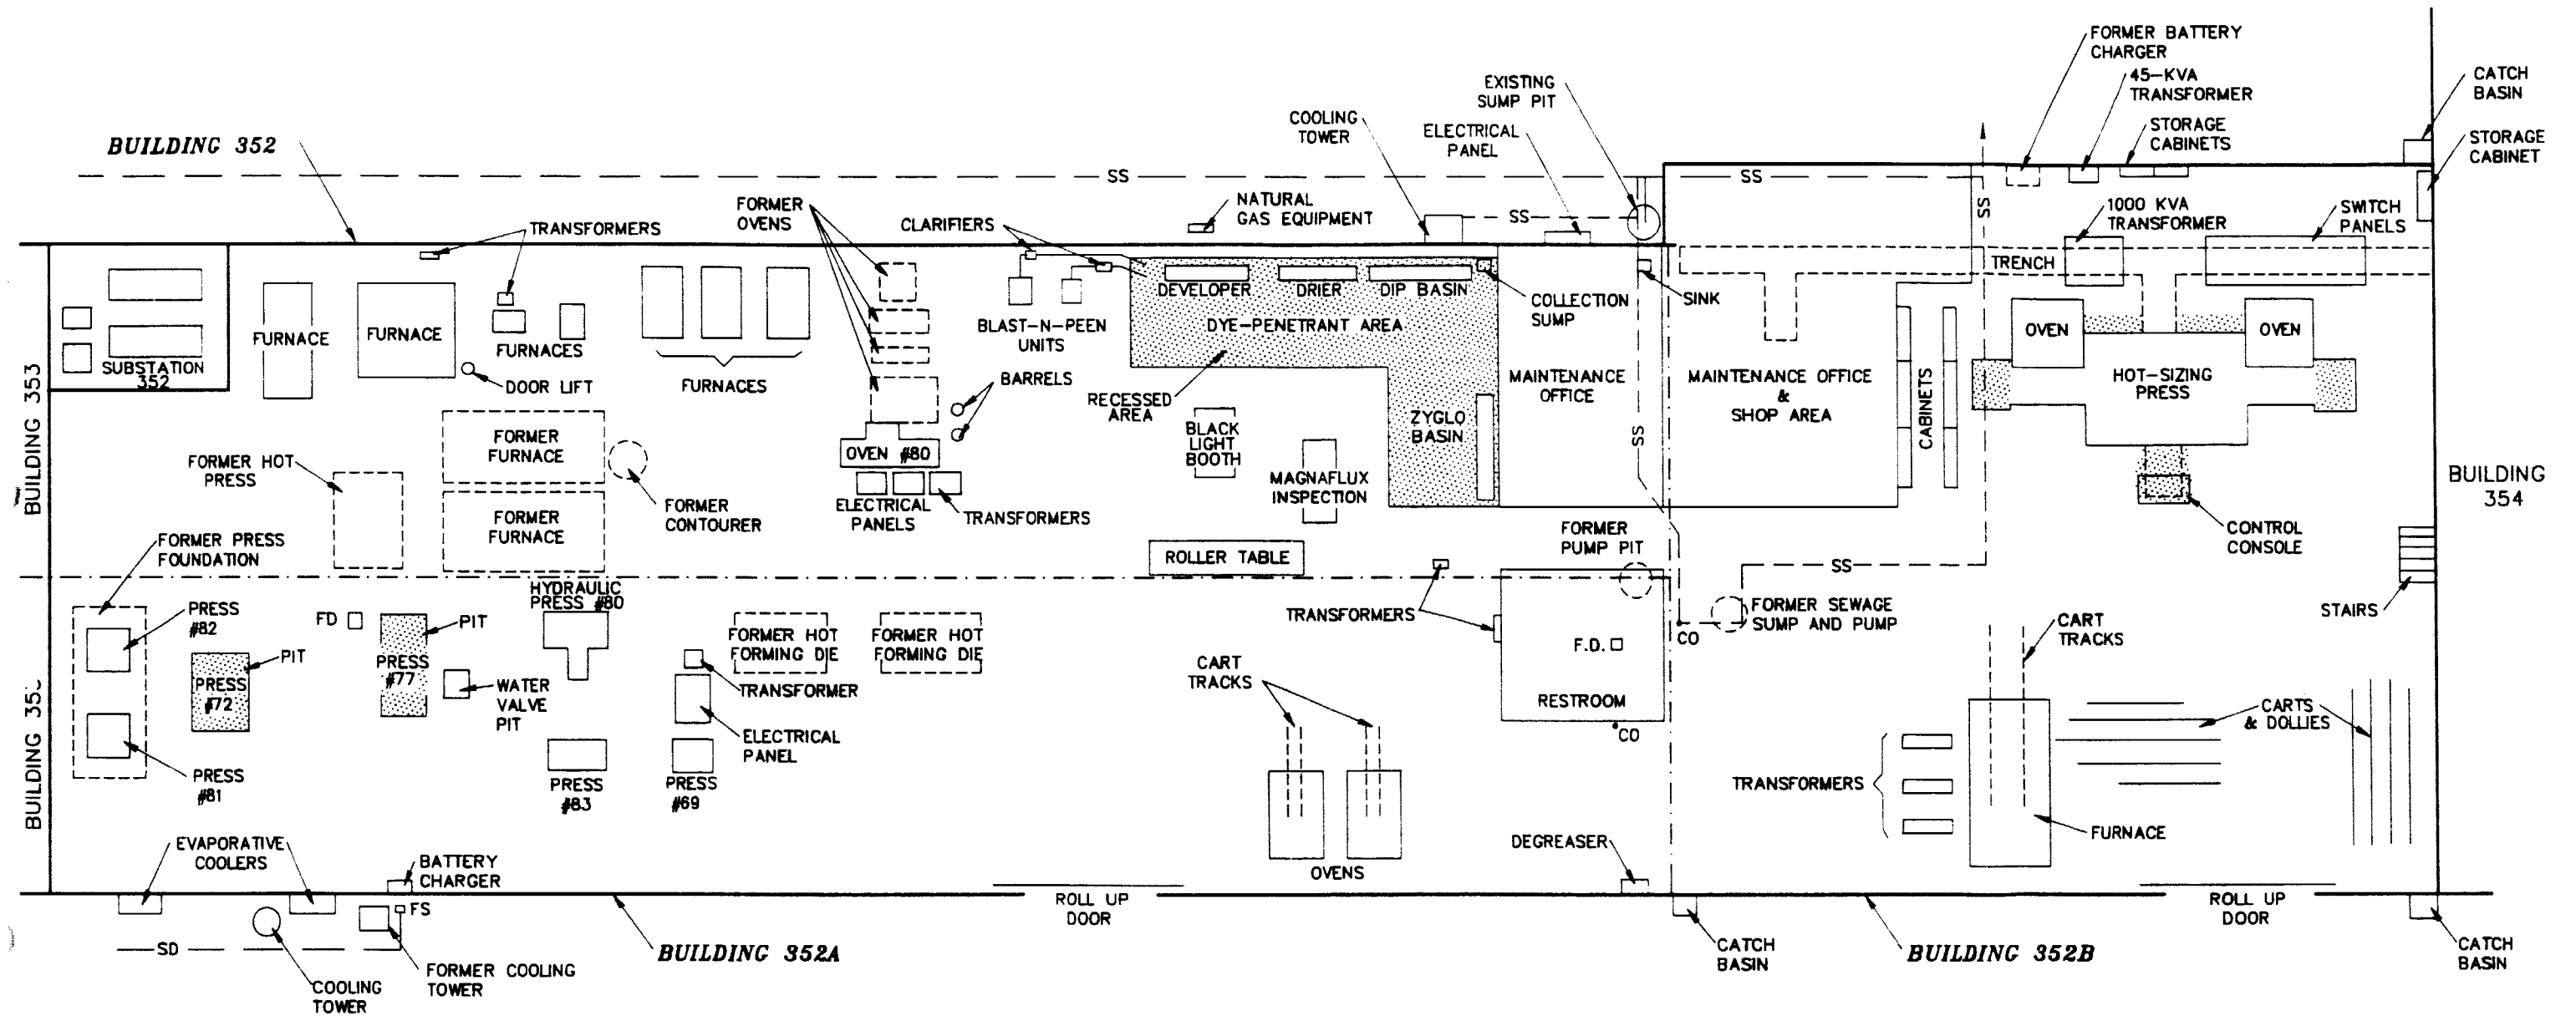 FORMER BATTERY
CHARGER
45-KVA
TRANSFORMER
CATCH
BASIN
STORAGE
CABINETS
STORAGE
CABINET
EXISTING
SUMP PIT
COOLING
TOWER
ELECTRICAL
PANEL
BUILDING 352
SS
SS
SS
SS
NATURAL
GAS EQUIPMENT
FORMER
OVENS
CLARIFIERS
TRANSFORMERS
1000 KVA
TRANSFORMER
SWITCH
PANELS
TRENCH
SUBSTATION
352
FURNACE
FURNACE
FURNACES
DOOR LIFT
FURNACES
BLAST-N-PEEN
UNITS
BARRELS
DEVELOPER
DRIER
DIP BASIN
DYE-PENETRANT AREA
COLLECTION
SUMP
SINK
RECESSED
AREA
MAINTENANCE
OFFICE
MAINTENANCE OFFICE
&
SHOP AREA
CABINETS
OVEN
OVEN
HOT-SIZING
PRESS
BUILDING 353
FORMER
FURNACE
FORMER HOT
PRESS
FORMER
FURNACE
FORMER
CONTOURER
OVEN #80
ELECTRICAL
PANELS
TRANSFORMERS
BLACK
LIGHT
BOOTH
ZYGLO
BASIN
MAGNAFLUX
INSPECTION
SS
BUILDING
354
CONTROL
CONSOLE
FORMER PRESS
FOUNDATION
ROLLER TABLE
FORMER
PUMP PIT
SS
STAIRS
PRESS
#82
FD
PIT
HYDRAULIC
PRESS #80
PIT
PRESS
#77
PRESS
#72
WATER
VALVE
PIT
FORMER HOT
FORMING DIE
FORMER HOT
FORMING DIE
TRANSFORMER
ELECTRICAL
PANEL
TRANSFORMERS
F.D.
RESTROOM
CO
CO
FORMER SEWAGE
SUMP AND PUMP
CART
TRACKS
CART
TRACKS
CARTS
& DOLLIES
BUILDING
PRESS
#81
PRESS
#83
PRESS
#69
TRANSFORMERS
FURNACE
EVAPORATIVE
COOLERS
BATTERY
CHARGER
OVENS
DEGREASER
FS
SD
ROLL UP
DOOR
ROLL UP
DOOR
COOLING
TOWER
FORMER COOLING
TOWER
BUILDING 352A
CATCH
BASIN
BUILDING 352B
CATCH
BASIN